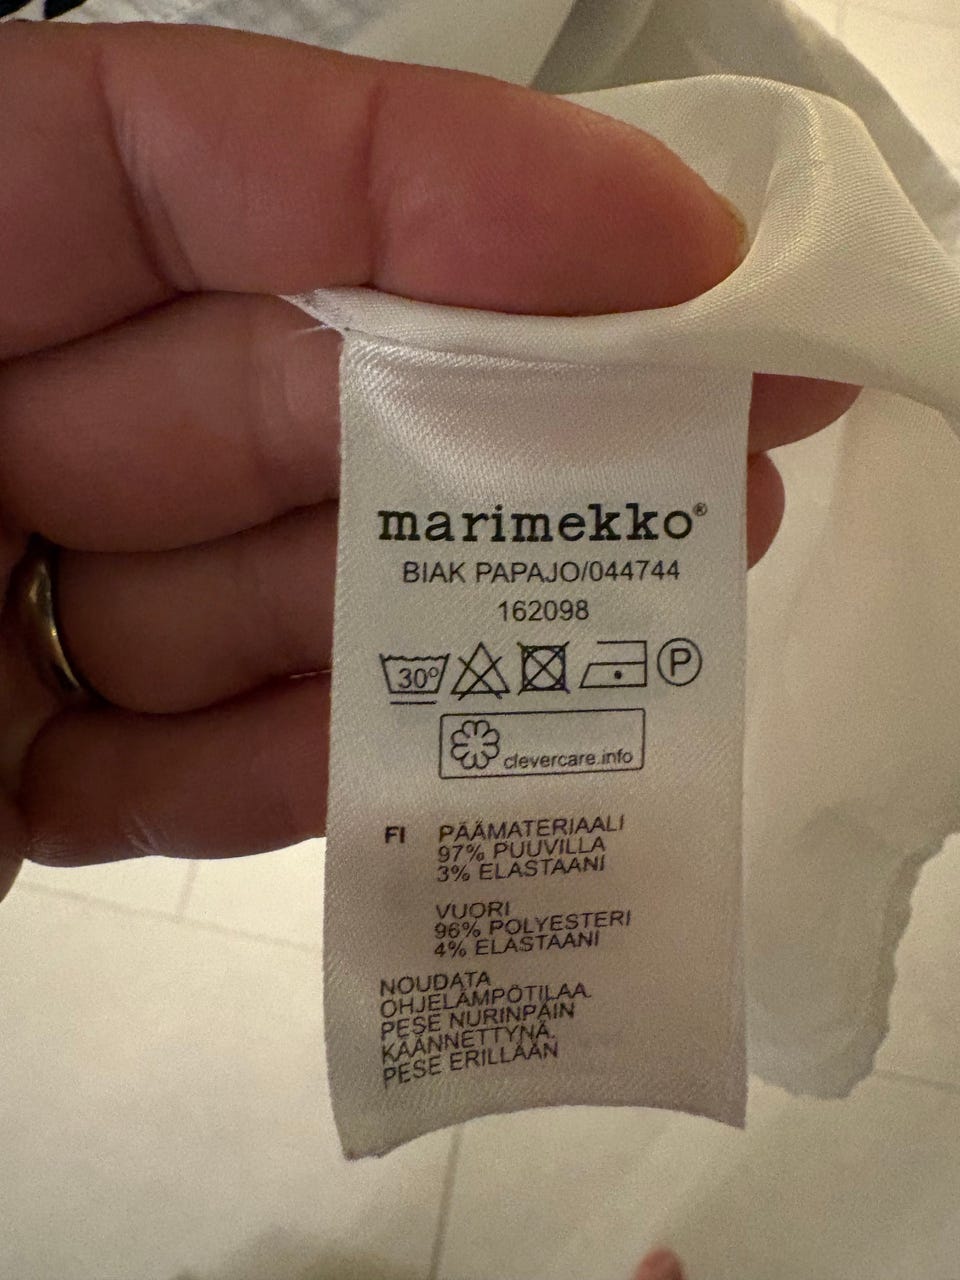 marimekko®
BIAK PAPAJO/044744
162098
30° P
clevercare.info
FI PÄÄMATERIAALI
97% PUUVILLA
3% ELASTAANI
VUORI
96% POLYESTERI
4% ELASTAANI
NOUDATA
OHJELÄMPÖTILAA.
PESE NURINPÄIN
KÄÄNNETTYNÄ.
PESE ERILLÄÄN